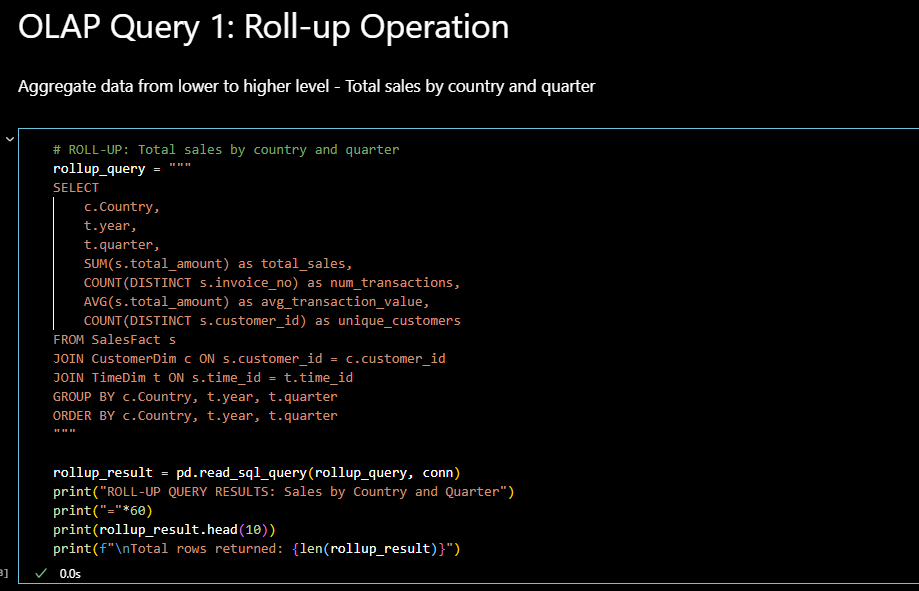 OLAP Query 1: Roll-up Operation
Aggregate data from lower to higher level - Total sales by country and quarter
# ROLL-UP: Total sales by country and quarter
rollup_query = """
SELECT
    c.Country,
    t.year,
    t.quarter,
    SUM(s.total_amount) as total_sales,
    COUNT(DISTINCT s.invoice_no) as num_transactions,
    AVG(s.total_amount) as avg_transaction_value,
    COUNT(DISTINCT s.customer_id) as unique_customers
FROM SalesFact s
JOIN CustomerDim c ON s.customer_id = c.customer_id
JOIN TimeDim t ON s.time_id = t.time_id
GROUP BY c.Country, t.year, t.quarter
ORDER BY c.Country, t.year, t.quarter
"""
rollup_result = pd.read_sql_query(rollup_query, conn)
print("ROLL-UP QUERY RESULTS: Sales by Country and Quarter")
print("="*60)
print(rollup_result.head(10))
print(f"\nTotal rows returned: {len(rollup_result)}")
0.0s